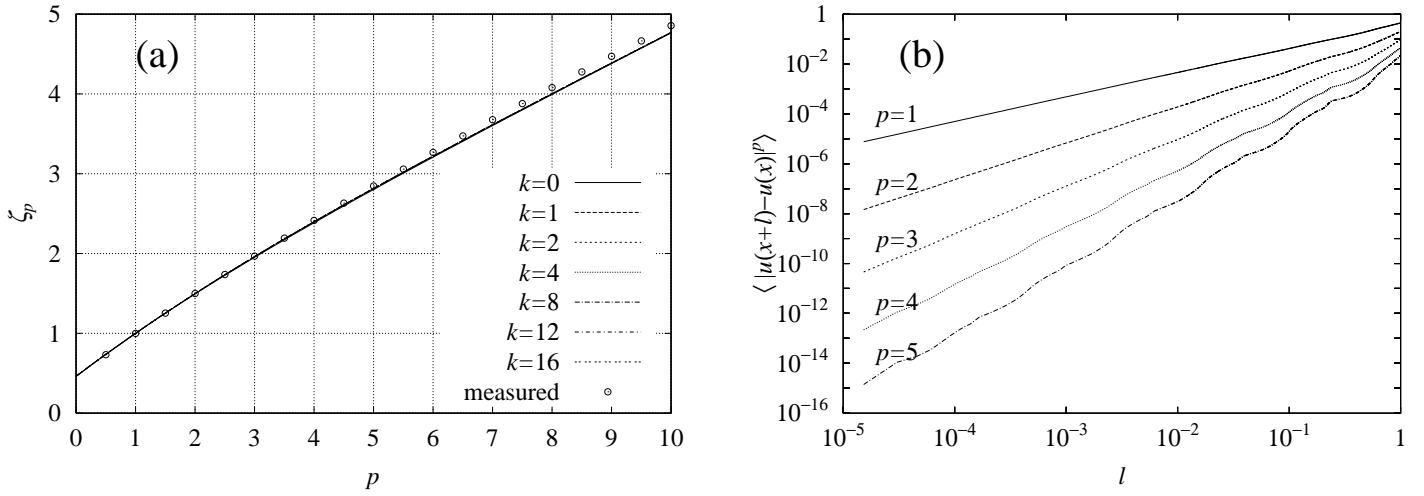 (a)
5
4
3
2
1
0
ζp
0 1 2 3 4 5 6 7 8 9 10
p
k=0
k=1
k=2
k=4
k=8
k=12
k=16
measured
(b)
1
10−2
10−4
10−6
10−8
10−10
10−12
10−14
10−16
⟨ |u(x+l)−u(x)|p⟩
p=1
p=2
p=3
p=4
p=5
10−5 10−4 10−3 10−2 10−1 1
l